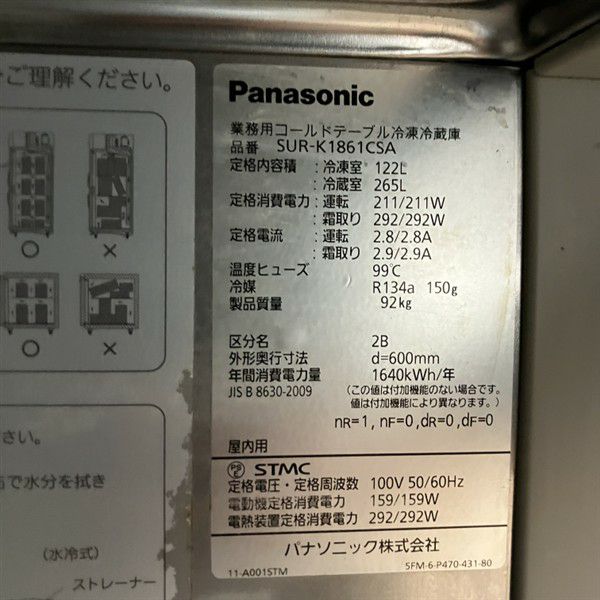 ご理解ください。
○ ×
○ ×
さい。
で水分を拭き
(水冷式)
ストレーナー
Panasonic
業務用コールドテーブル冷凍冷蔵庫
品番 SUR-K1861CSA
定格内容積 : 冷凍室 122L
: 冷蔵室 265L
定格消費電力 : 運転 211/211W
: 霜取り 292/292W
定格電流 : 運転 2.8/2.8A
: 霜取り 2.9/2.9A
温度ヒューズ 99℃
冷媒 R134a 150g
製品質量 92kg
区分名 2B
外形奥行寸法 d=600mm
年間消費電力量 1640kWh/年
JIS B 8630-2009 (この値は付加機能のない場合です。
値は付加機能により異なります。)
nR=1, nF=0,dR=0,dF=0
屋内用
PSE STMC
定格電圧・定格周波数 100V 50/60Hz
電動機定格消費電力 159/159W
電熱装置定格消費電力 292/292W
パナソニック株式会社
11-A001STM 5FM-6-P470-431-80